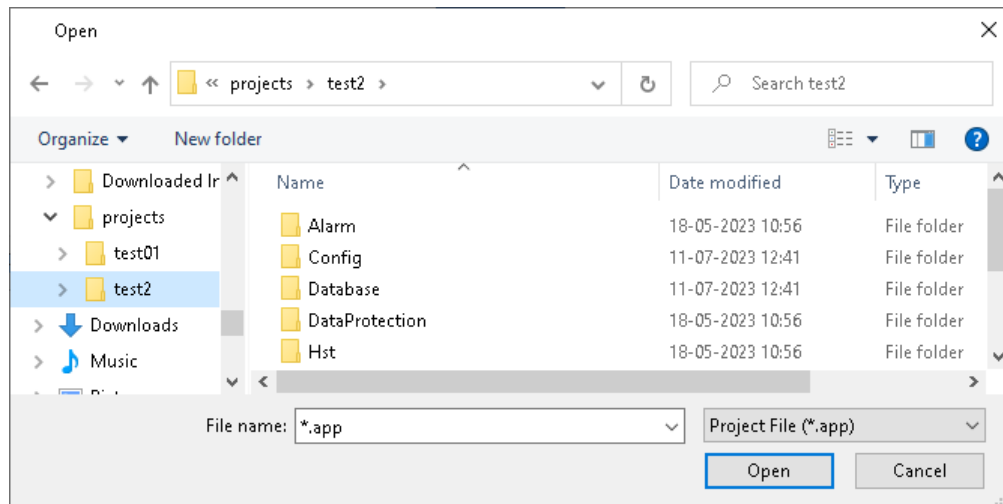 Open
« projects > test2 >
Search test2
Organize
New folder
Downloaded Ir
projects
test01
test2
Downloads
Music
Name Date modified Type
Alarm 18-05-2023 10:56 File folder
Config 11-07-2023 12:41 File folder
Database 11-07-2023 12:41 File folder
DataProtection 18-05-2023 10:56 File folder
Hst 18-05-2023 10:56 File folder
File name: *.app Project File (*.app)
Open Cancel